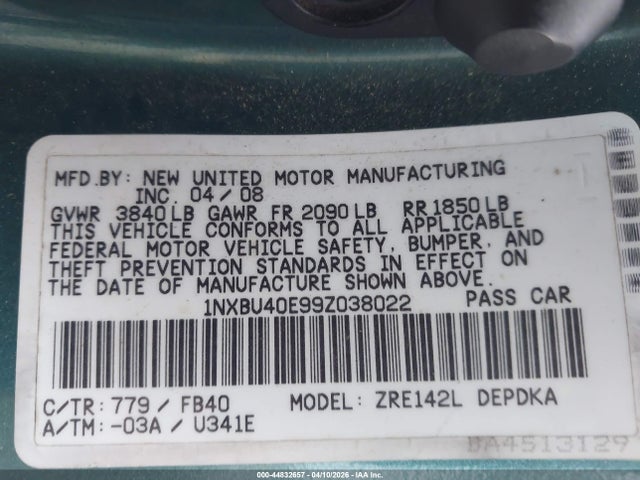 MFD.BY: NEW UNITED MOTOR MANUFACTURING
INC. 04/08
GVWR 3840 LB GAWR FR 2090 LB RR 1850 LB
THIS VEHICLE CONFORMS TO ALL APPLICABLE
FEDERAL MOTOR VEHICLE SAFETY, BUMPER, AND
THEFT PREVENTION STANDARDS IN EFFECT ON
THE DATE OF MANUFACTURE SHOWN ABOVE.
1NXBU40E99Z038022 PASS CAR
C/TR: 779 / FB40 MODEL: ZRE142L DEPDKA
A/TM: -03A / U341E
BA4513129
00-44832657 - 04/10/2026 - COPART